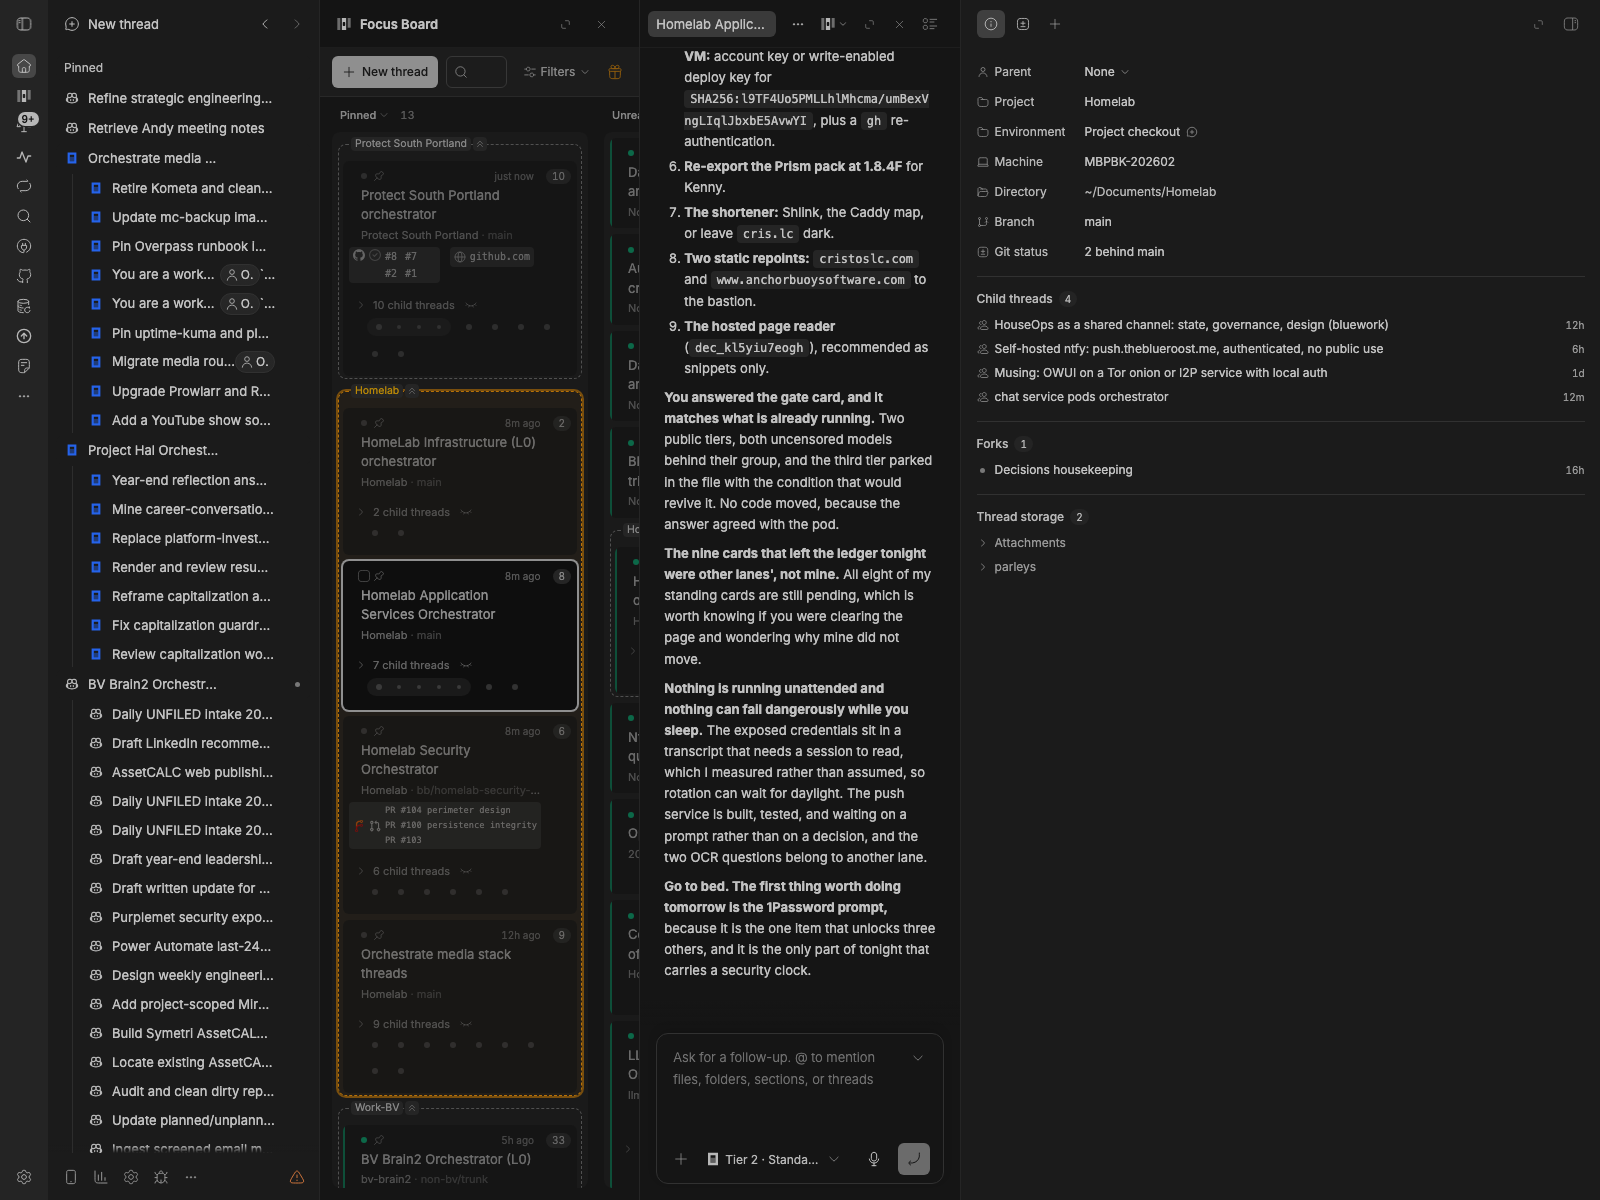 New thread
Pinned
Refine strategic engineering...
Retrieve Andy meeting notes
Orchestrate media ...
Retire Kometa and clean...
Update mc-backup ima...
Pin Overpass runbook i...
You are a work... O. `...
You are a work... O. `...
Pin uptime-kuma and pl...
Migrate media rou... O.
Upgrade Prowlarr and R...
Add a YouTube show so...
Project Hal Orchest...
Year-end reflection ans...
Mine career-conversatio...
Replace platform-invest...
Render and review resu...
Reframe capitalization a...
Fix capitalization guardr...
Review capitalization wo...
BV Brain2 Orchestr...
Daily UNFILED intake 20...
Draft LinkedIn recomme...
AssetCALC web publishi...
Daily UNFILED intake 20...
Daily UNFILED intake 20...
Draft year-end leadershi...
Draft written update for ...
Purplemet security expo...
Power Automate last-24...
Design weekly engineeri...
Add project-scoped Mir...
Build Symetri AssetCAL...
Locate existing AssetCA...
Audit and clean dirty rep...
Update planned/unplann...
Ingest screened email m...
9+
Focus Board
New thread
Filters
Pinned 13
Unrea
Protect South Portland
just now 10
Protect South Portland
orchestrator
Protect South Portland · main
#8 #7
#2 #1
github.com
10 child threads
Homelab
8m ago 2
HomeLab Infrastructure (L0)
orchestrator
Homelab · main
2 child threads
8m ago 8
Homelab Application
Services Orchestrator
Homelab · main
7 child threads
8m ago 6
Homelab Security
Orchestrator
Homelab · bb/homelab-security-...
PR #104 perimeter design
PR #100 persistence integrity
PR #103
6 child threads
12h ago 9
Orchestrate media stack
threads
Homelab · main
9 child threads
Work-BV
5h ago 33
BV Brain2 Orchestrator (L0)
bv-brain2 · non-bv/trunk
Homelab Applic...
VM: account key or write-enabled
deploy key for
SHA256:l9TF4Uo5PMLLhlMhcma/umBexV
ngLIqlJbxbE5AvwYI, plus a gh re-
authentication.
6. Re-export the Prism pack at 1.8.4F for
Kenny.
7. The shortener: Shlink, the Caddy map,
or leave cris.lc dark.
8. Two static repoints: cristoslc.com
and www.anchorbuoysoftware.com to
the bastion.
9. The hosted page reader
(dec_kl5yiu7eogh), recommended as
snippets only.
You answered the gate card, and it
matches what is already running. Two
public tiers, both uncensored models
behind their group, and the third tier parked
in the file with the condition that would
revive it. No code moved, because the
answer agreed with the pod.
The nine cards that left the ledger tonight
were other lanes', not mine. All eight of my
standing cards are still pending, which is
worth knowing if you were clearing the
page and wondering why mine did not
move.
Nothing is running unattended and
nothing can fail dangerously while you
sleep. The exposed credentials sit in a
transcript that needs a session to read,
which I measured rather than assumed, so
rotation can wait for daylight. The push
service is built, tested, and waiting on a
prompt rather than on a decision, and the
two OCR questions belong to another lane.
Go to bed. The first thing worth doing
tomorrow is the 1Password prompt,
because it is the one item that unlocks three
others, and it is the only part of tonight that
carries a security clock.
Ask for a follow-up. @ to mention
files, folders, sections, or threads
Tier 2 · Standa...
Parent None
Project Homelab
Environment Project checkout
Machine MBPBK-202602
Directory ~/Documents/Homelab
Branch main
Git status 2 behind main
Child threads 4
HouseOps as a shared channel: state, governance, design (bluework) 12h
Self-hosted ntfy: push.theblueroost.me, authenticated, no public use 6h
Musing: OWUI on a Tor onion or I2P service with local auth 1d
chat service pods orchestrator 12m
Forks 1
Decisions housekeeping 16h
Thread storage 2
Attachments
parleys